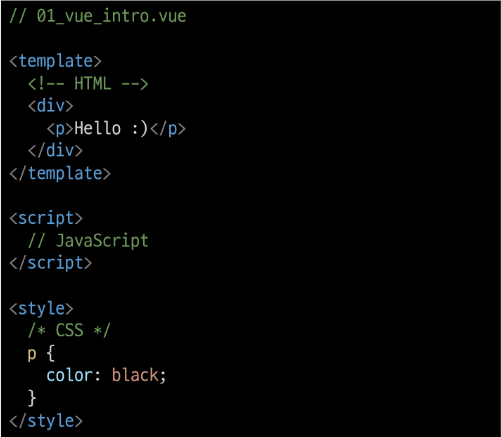 // 01_vue_intro.vue
<template>
<!-- HTML -->
<div>
<p>Hello :)</p>
</div>
</template>
<script>
// JavaScript
</script>
<style>
/* CSS */
p {
color: black;
}
</style>